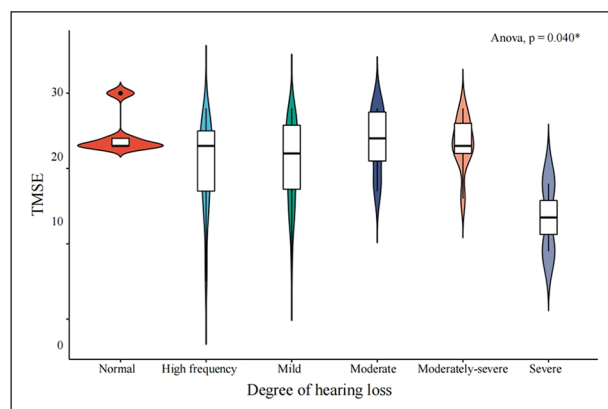 Anova, p = 0.040*
30
20
10
0
TMSE
Normal
High frequency
Mild
Moderate
Moderately-severe
Severe
Degree of hearing loss